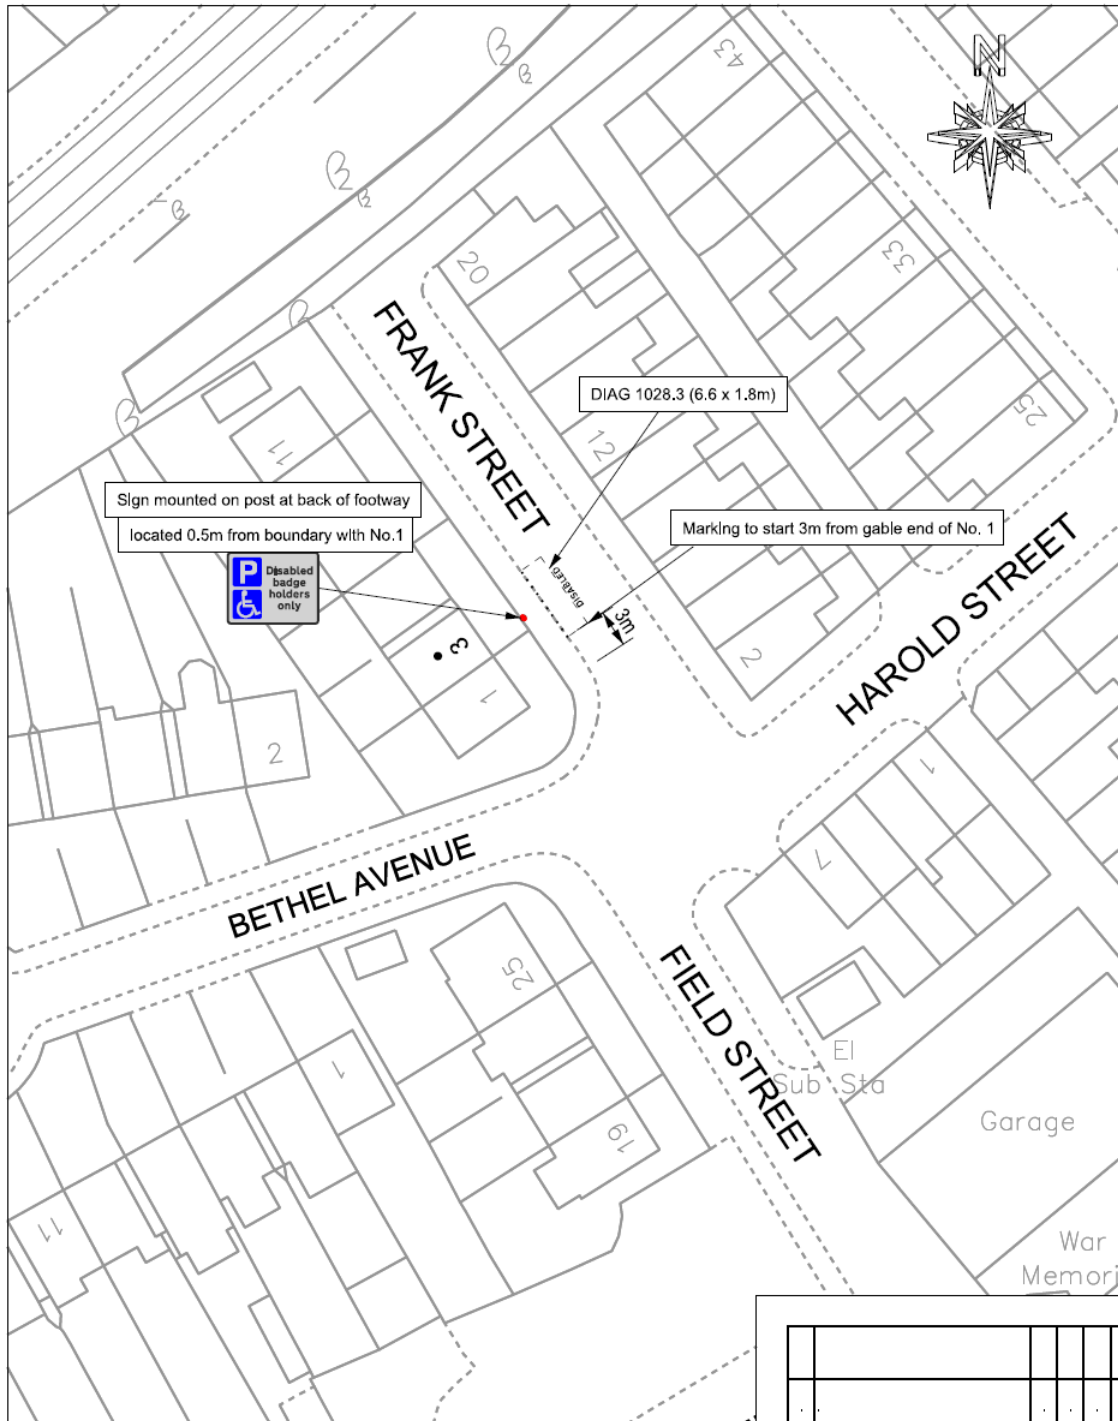 N
43
20
33
FRANK STREET
DIAG 1028.3 (6.6 x 1.8m)
25
12
11
Sign mounted on post at back of footway
located 0.5m from boundary with No.1
Marking to start 3m from gable end of No. 1
P
Disabled
badge
holders
only
DISABLED
3m
HAROLD STREET
3
2
1
2
1
7
BETHEL AVENUE
25
FIELD STREET
El
Sub Sta
1
Garage
19
11
War
Memori